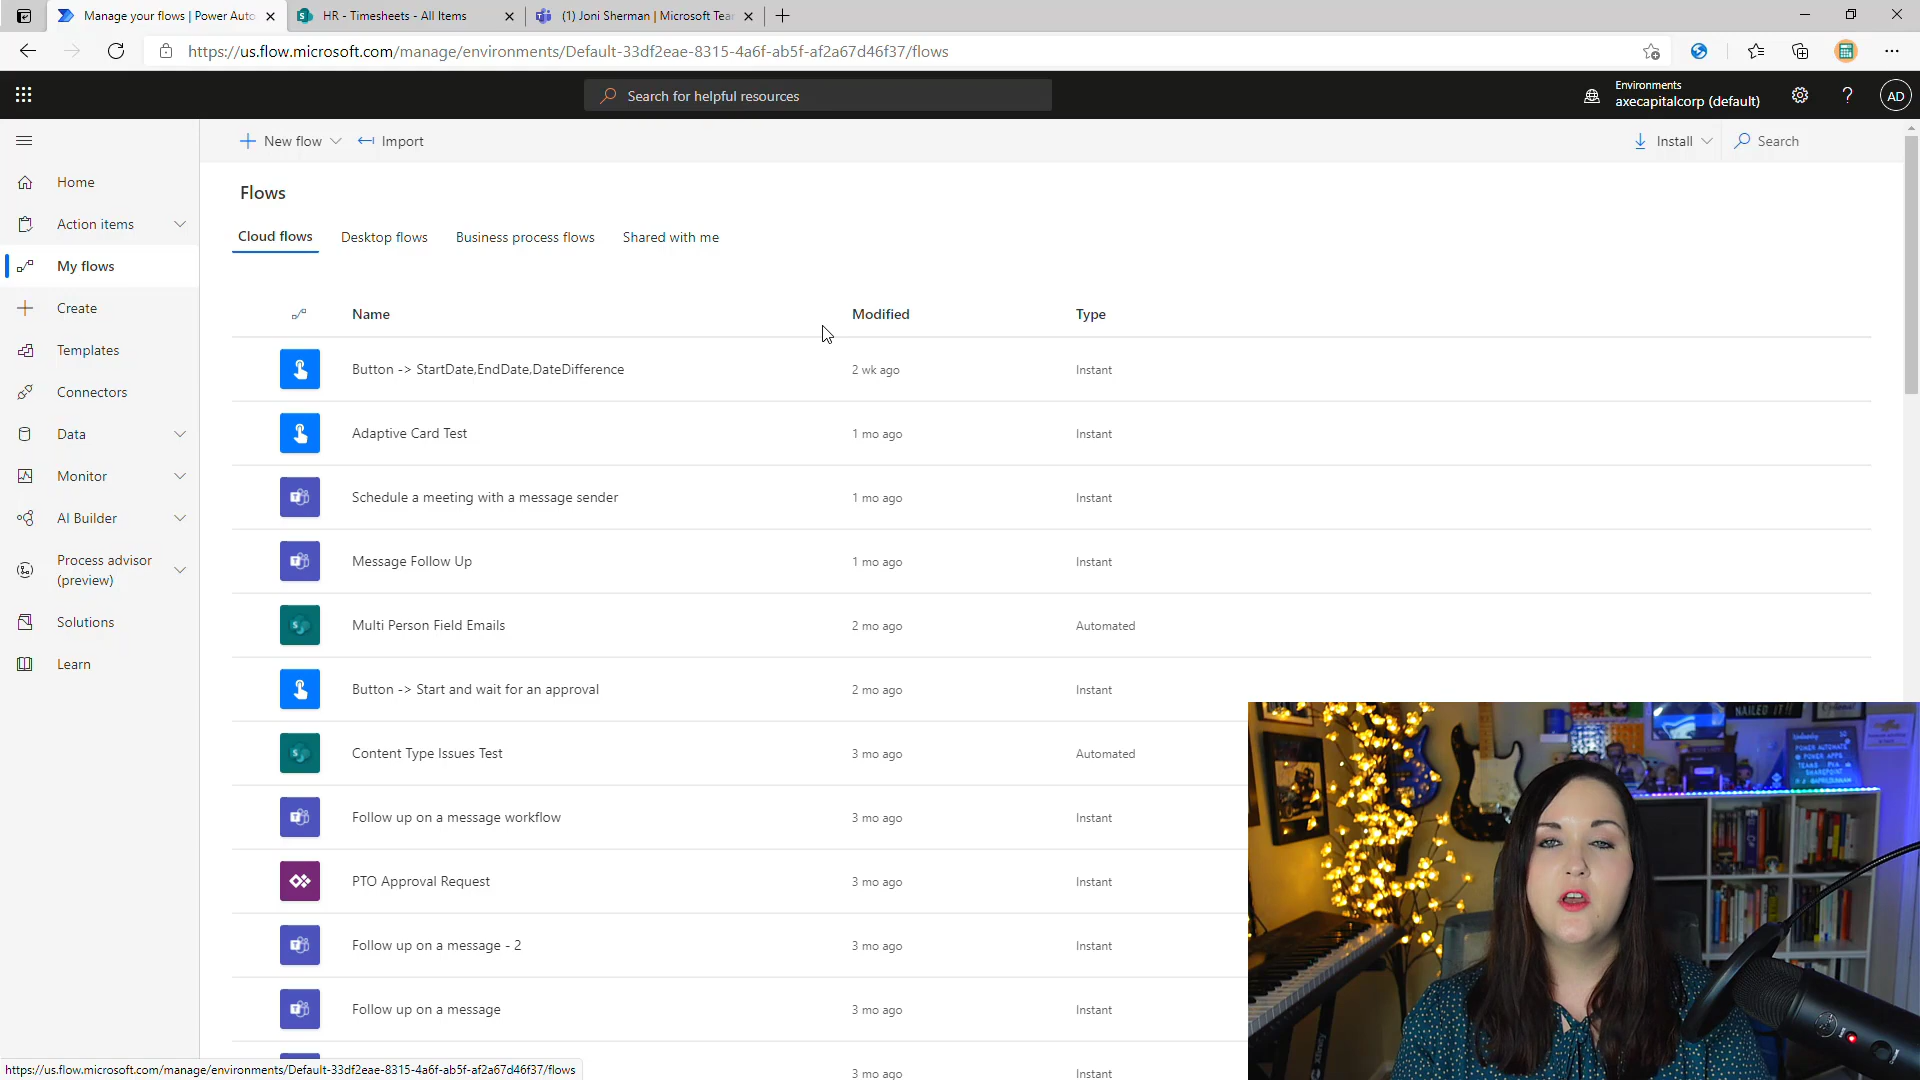 Manage your flows | Power Auto
HR - Timesheets - All Items
(1) Joni Sherman | Microsoft Tea
https://us.flow.microsoft.com/manage/environments/Default-33df2eae-8315-4a6f-ab5f-af2a67d46f37/flows
Search for helpful resources
Environments
axecapitalcorp (default)
?
AD
New flow
Import
Install
Search
Home
Action items
My flows
Create
Templates
Connectors
Data
Monitor
AI Builder
Process advisor
(preview)
Solutions
Learn
Flows
Cloud flows
Desktop flows
Business process flows
Shared with me
Name Modified Type
Button -> StartDate,EndDate,DateDifference 2 wk ago Instant
Adaptive Card Test 1 mo ago Instant
Schedule a meeting with a message sender 1 mo ago Instant
Message Follow Up 1 mo ago Instant
Multi Person Field Emails 2 mo ago Automated
Button -> Start and wait for an approval 2 mo ago Instant
Content Type Issues Test 3 mo ago Automated
Follow up on a message workflow 3 mo ago Instant
PTO Approval Request 3 mo ago Instant
Follow up on a message - 2 3 mo ago Instant
Follow up on a message 3 mo ago Instant
3 mo ago Instant
https://us.flow.microsoft.com/manage/environments/Default-33df2eae-8315-4a6f-ab5f-af2a67d46f37/flows
NAILED IT!!
POWER AUTOMATE
POWER APPS
TEAMS PVA
SHAREPOINT